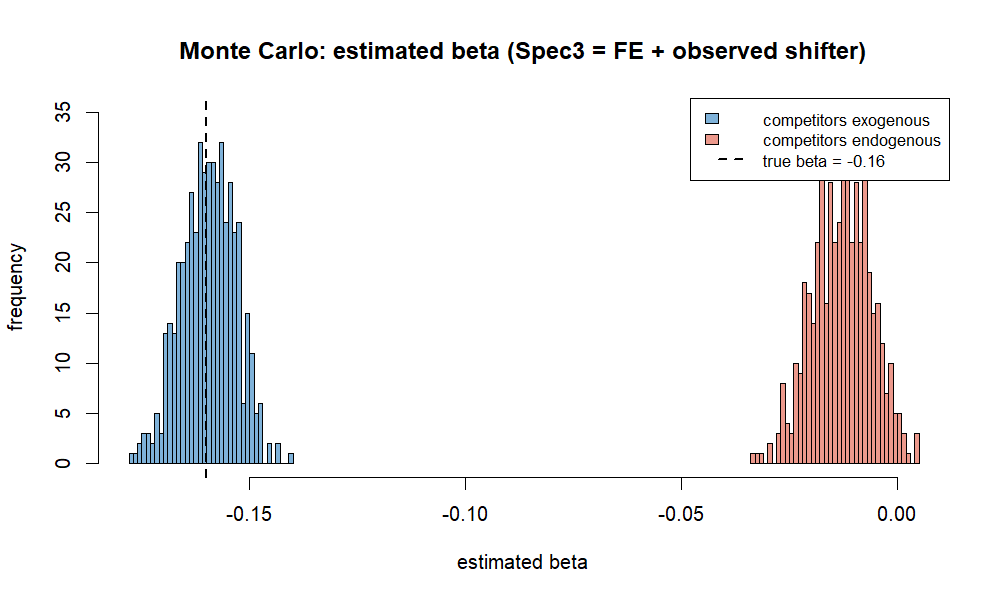 Monte Carlo: estimated beta (Spec3 = FE + observed shifter)
competitors exogenous
competitors endogenous
true beta = -0.16
frequency
35
30
25
20
15
10
5
0
-0.15
-0.10
-0.05
0.00
estimated beta